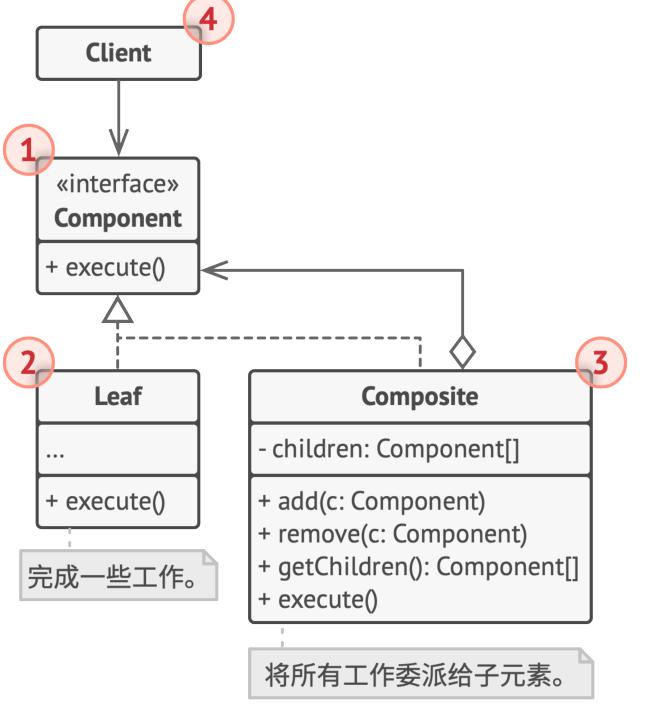 4
Client
1
«interface»
Component
+ execute()
2
Leaf
...
+ execute()
完成一些工作。
3
Composite
- children: Component[]
+ add(c: Component)
+ remove(c: Component)
+ getChildren(): Component[]
+ execute()
将所有工作委派给子元素。